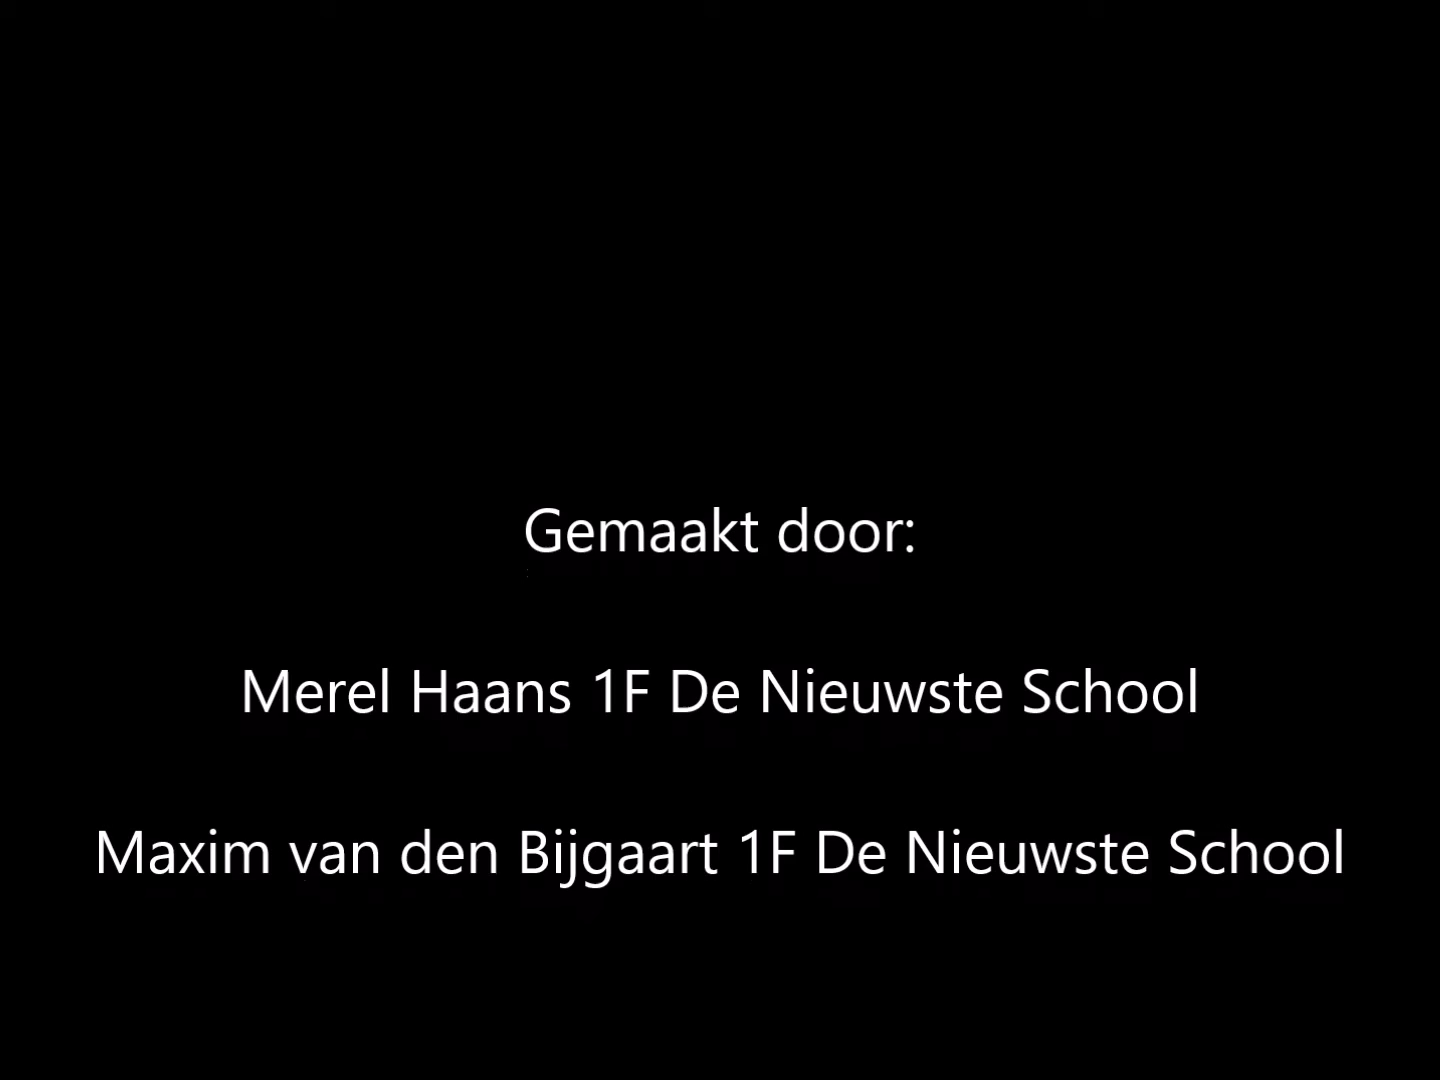 Gemaakt door:
Merel Haans 1F De Nieuwste School
Maxim van den Bijgaart 1F De Nieuwste School